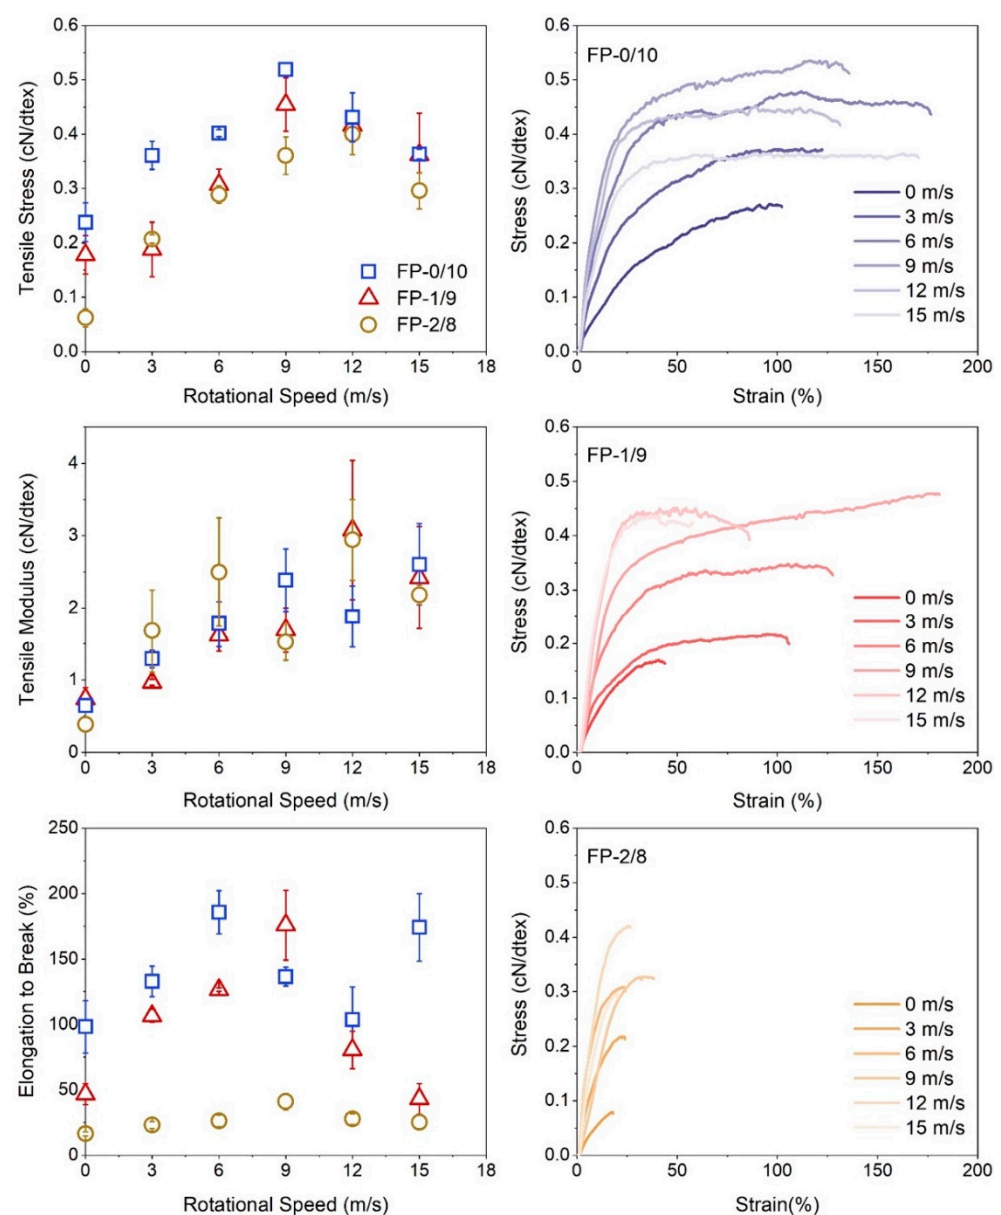 0.6
0.5
0.4
0.3
0.2
0.1
0.0
Tensile Stress (cN/dtex)
FP-0/10
FP-1/9
FP-2/8
0 3 6 9 12 15 18
Rotational Speed (m/s)
0.6
0.5
0.4
0.3
0.2
0.1
0.0
Stress (cN/dtex)
FP-0/10
0 m/s
3 m/s
6 m/s
9 m/s
12 m/s
15 m/s
0 50 100 150 200
Strain (%)
4
3
2
1
0
Tensile Modulus (cN/dtex)
0 3 6 9 12 15 18
Rotational Speed (m/s)
0.6
0.5
0.4
0.3
0.2
0.1
0.0
Stress (cN/dtex)
FP-1/9
0 m/s
3 m/s
6 m/s
9 m/s
12 m/s
15 m/s
0 50 100 150 200
Strain (%)
250
200
150
100
50
0
Elongation to Break (%)
0 3 6 9 12 15 18
Rotational Speed (m/s)
0.6
0.5
0.4
0.3
0.2
0.1
0.0
Stress (cN/dtex)
FP-2/8
0 m/s
3 m/s
6 m/s
9 m/s
12 m/s
15 m/s
0 50 100 150 200
Strain(%)